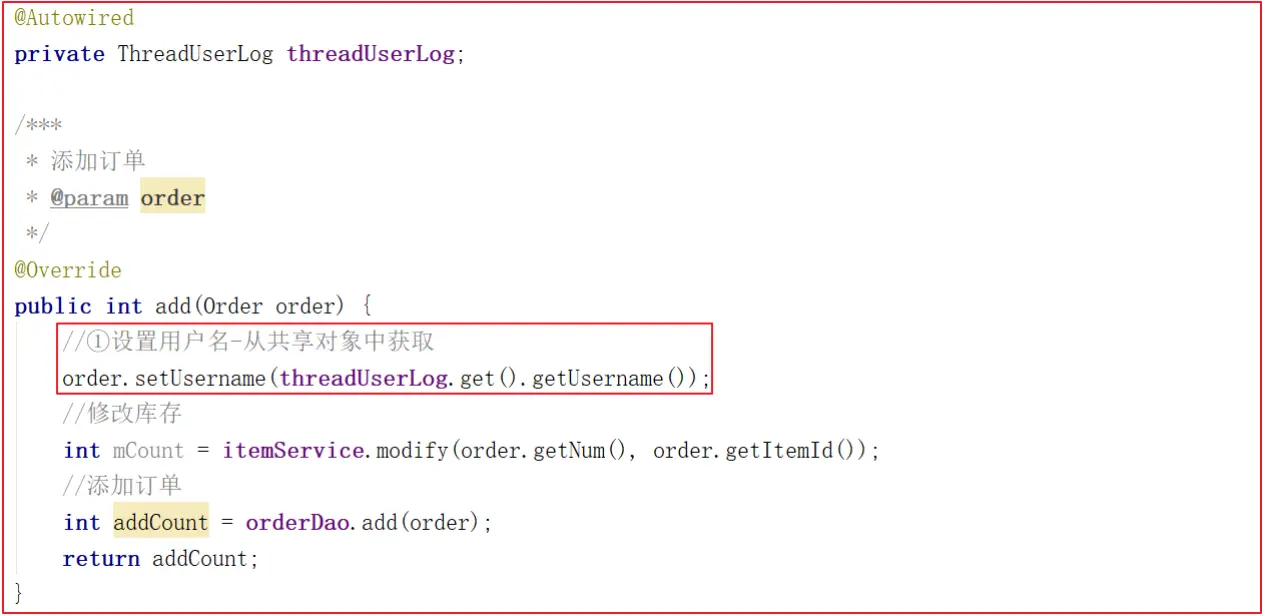 @Autowired
private ThreadUserLog threadUserLog;
/***
* 添加订单
* @param order
*/
@Override
public int add(Order order) {
//①设置用户名-从共享对象中获取
order.setUsername(threadUserLog.get().getUsername());
//修改库存
int mCount = itemService.modify(order.getNum(), order.getItemId());
//添加订单
int addCount = orderDao.add(order);
return addCount;
}